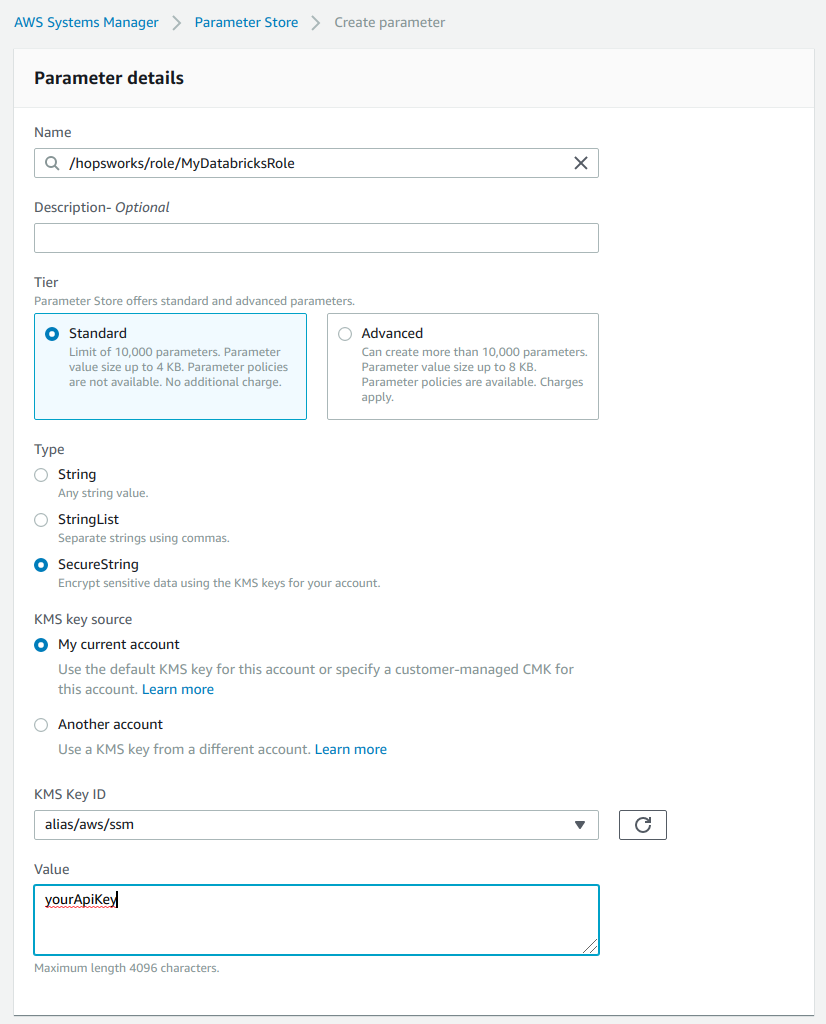 AWS Systems Manager > Parameter Store > Create parameter
Parameter details
Name
/hopsworks/role/MyDatabricksRole
Description- Optional
Tier
Parameter Store offers standard and advanced parameters.
Standard
Limit of 10,000 parameters. Parameter
value size up to 4 KB. Parameter policies
are not available. No additional charge.
Advanced
Can create more than 10,000 parameters.
Parameter value size up to 8 KB.
Parameter policies are available. Charges
apply.
Type
String
Any string value.
StringList
Separate strings using commas.
SecureString
Encrypt sensitive data using the KMS keys for your account.
KMS key source
My current account
Use the default KMS key for this account or specify a customer-managed CMK for
this account. Learn more
Another account
Use a KMS key from a different account. Learn more
KMS Key ID
alias/aws/ssm
Value
yourApiKey
Maximum length 4096 characters.